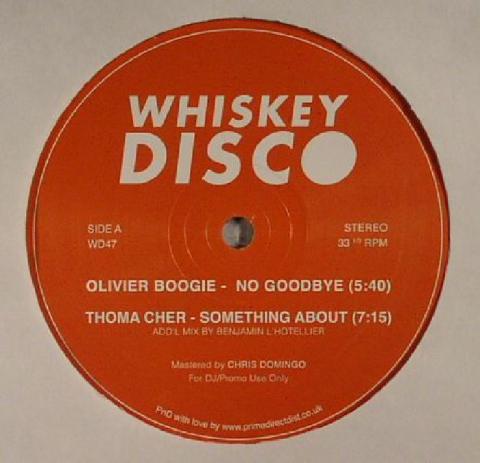 WHISKEY
DISCO
SIDE A
WD47
STEREO
33 1/3 RPM
OLIVIER BOOGIE - NO GOODBYE (5:40)
THOMA CHER - SOMETHING ABOUT (7:15)
ADD'L MIX BY BENJAMIN L'HOTELLIER
Mastered by CHRIS DOMINGO
For DJ/Promo Use Only
PnD with love by www.primedirectdist.co.uk